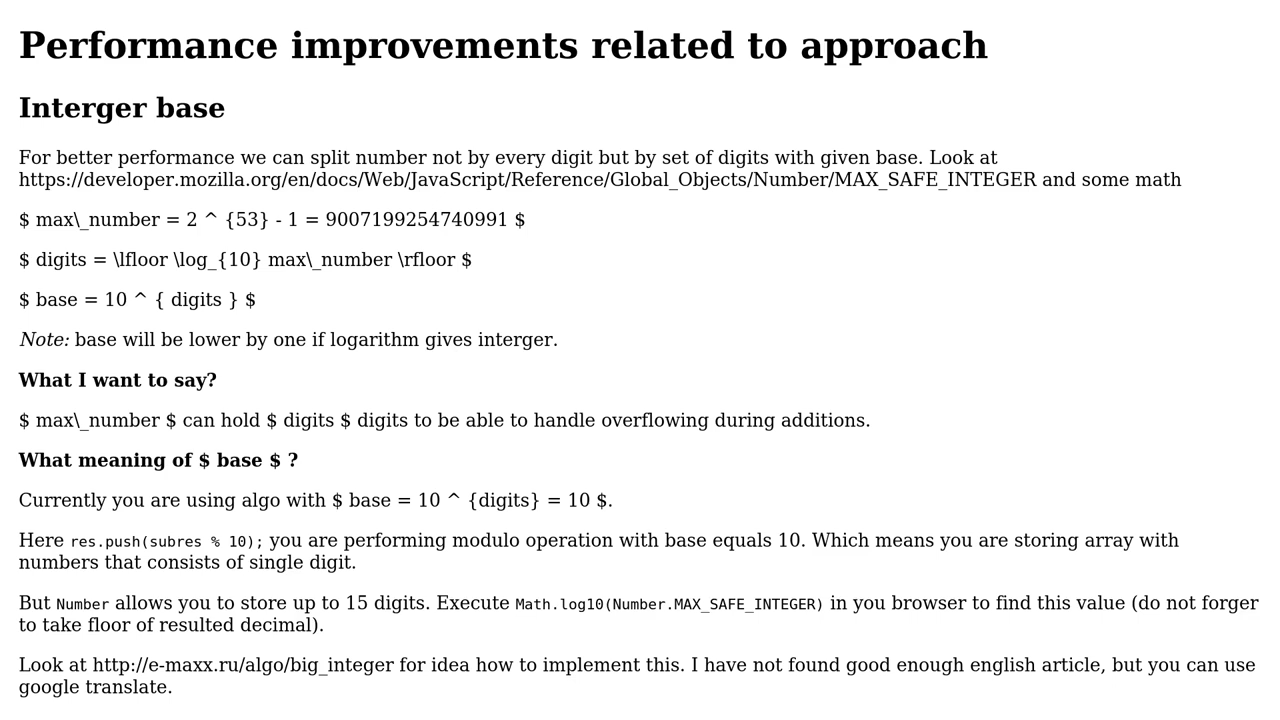 Performance improvements related to approach
Interger base
For better performance we can split number not by every digit but by set of digits with given base. Look at
https://developer.mozilla.org/en/docs/Web/JavaScript/Reference/Global_Objects/Number/MAX_SAFE_INTEGER and some math
$ max\_number = 2 ^ {53} - 1 = 9007199254740991 $
$ digits = \lfloor \log_{10} max\_number \rfloor $
$ base = 10 ^ { digits } $
Note: base will be lower by one if logarithm gives interger.
What I want to say?
$ max\_number $ can hold $ digits $ digits to be able to handle overflowing during additions.
What meaning of $ base $ ?
Currently you are using algo with $ base = 10 ^ {digits} = 10 $.
Here res.push(subres % 10); you are performing modulo operation with base equals 10. Which means you are storing array with
numbers that consists of single digit.
But Number allows you to store up to 15 digits. Execute Math.log10(Number.MAX_SAFE_INTEGER) in you browser to find this value (do not forger
to take floor of resulted decimal).
Look at http://e-maxx.ru/algo/big_integer for idea how to implement this. I have not found good enough english article, but you can use
google translate.